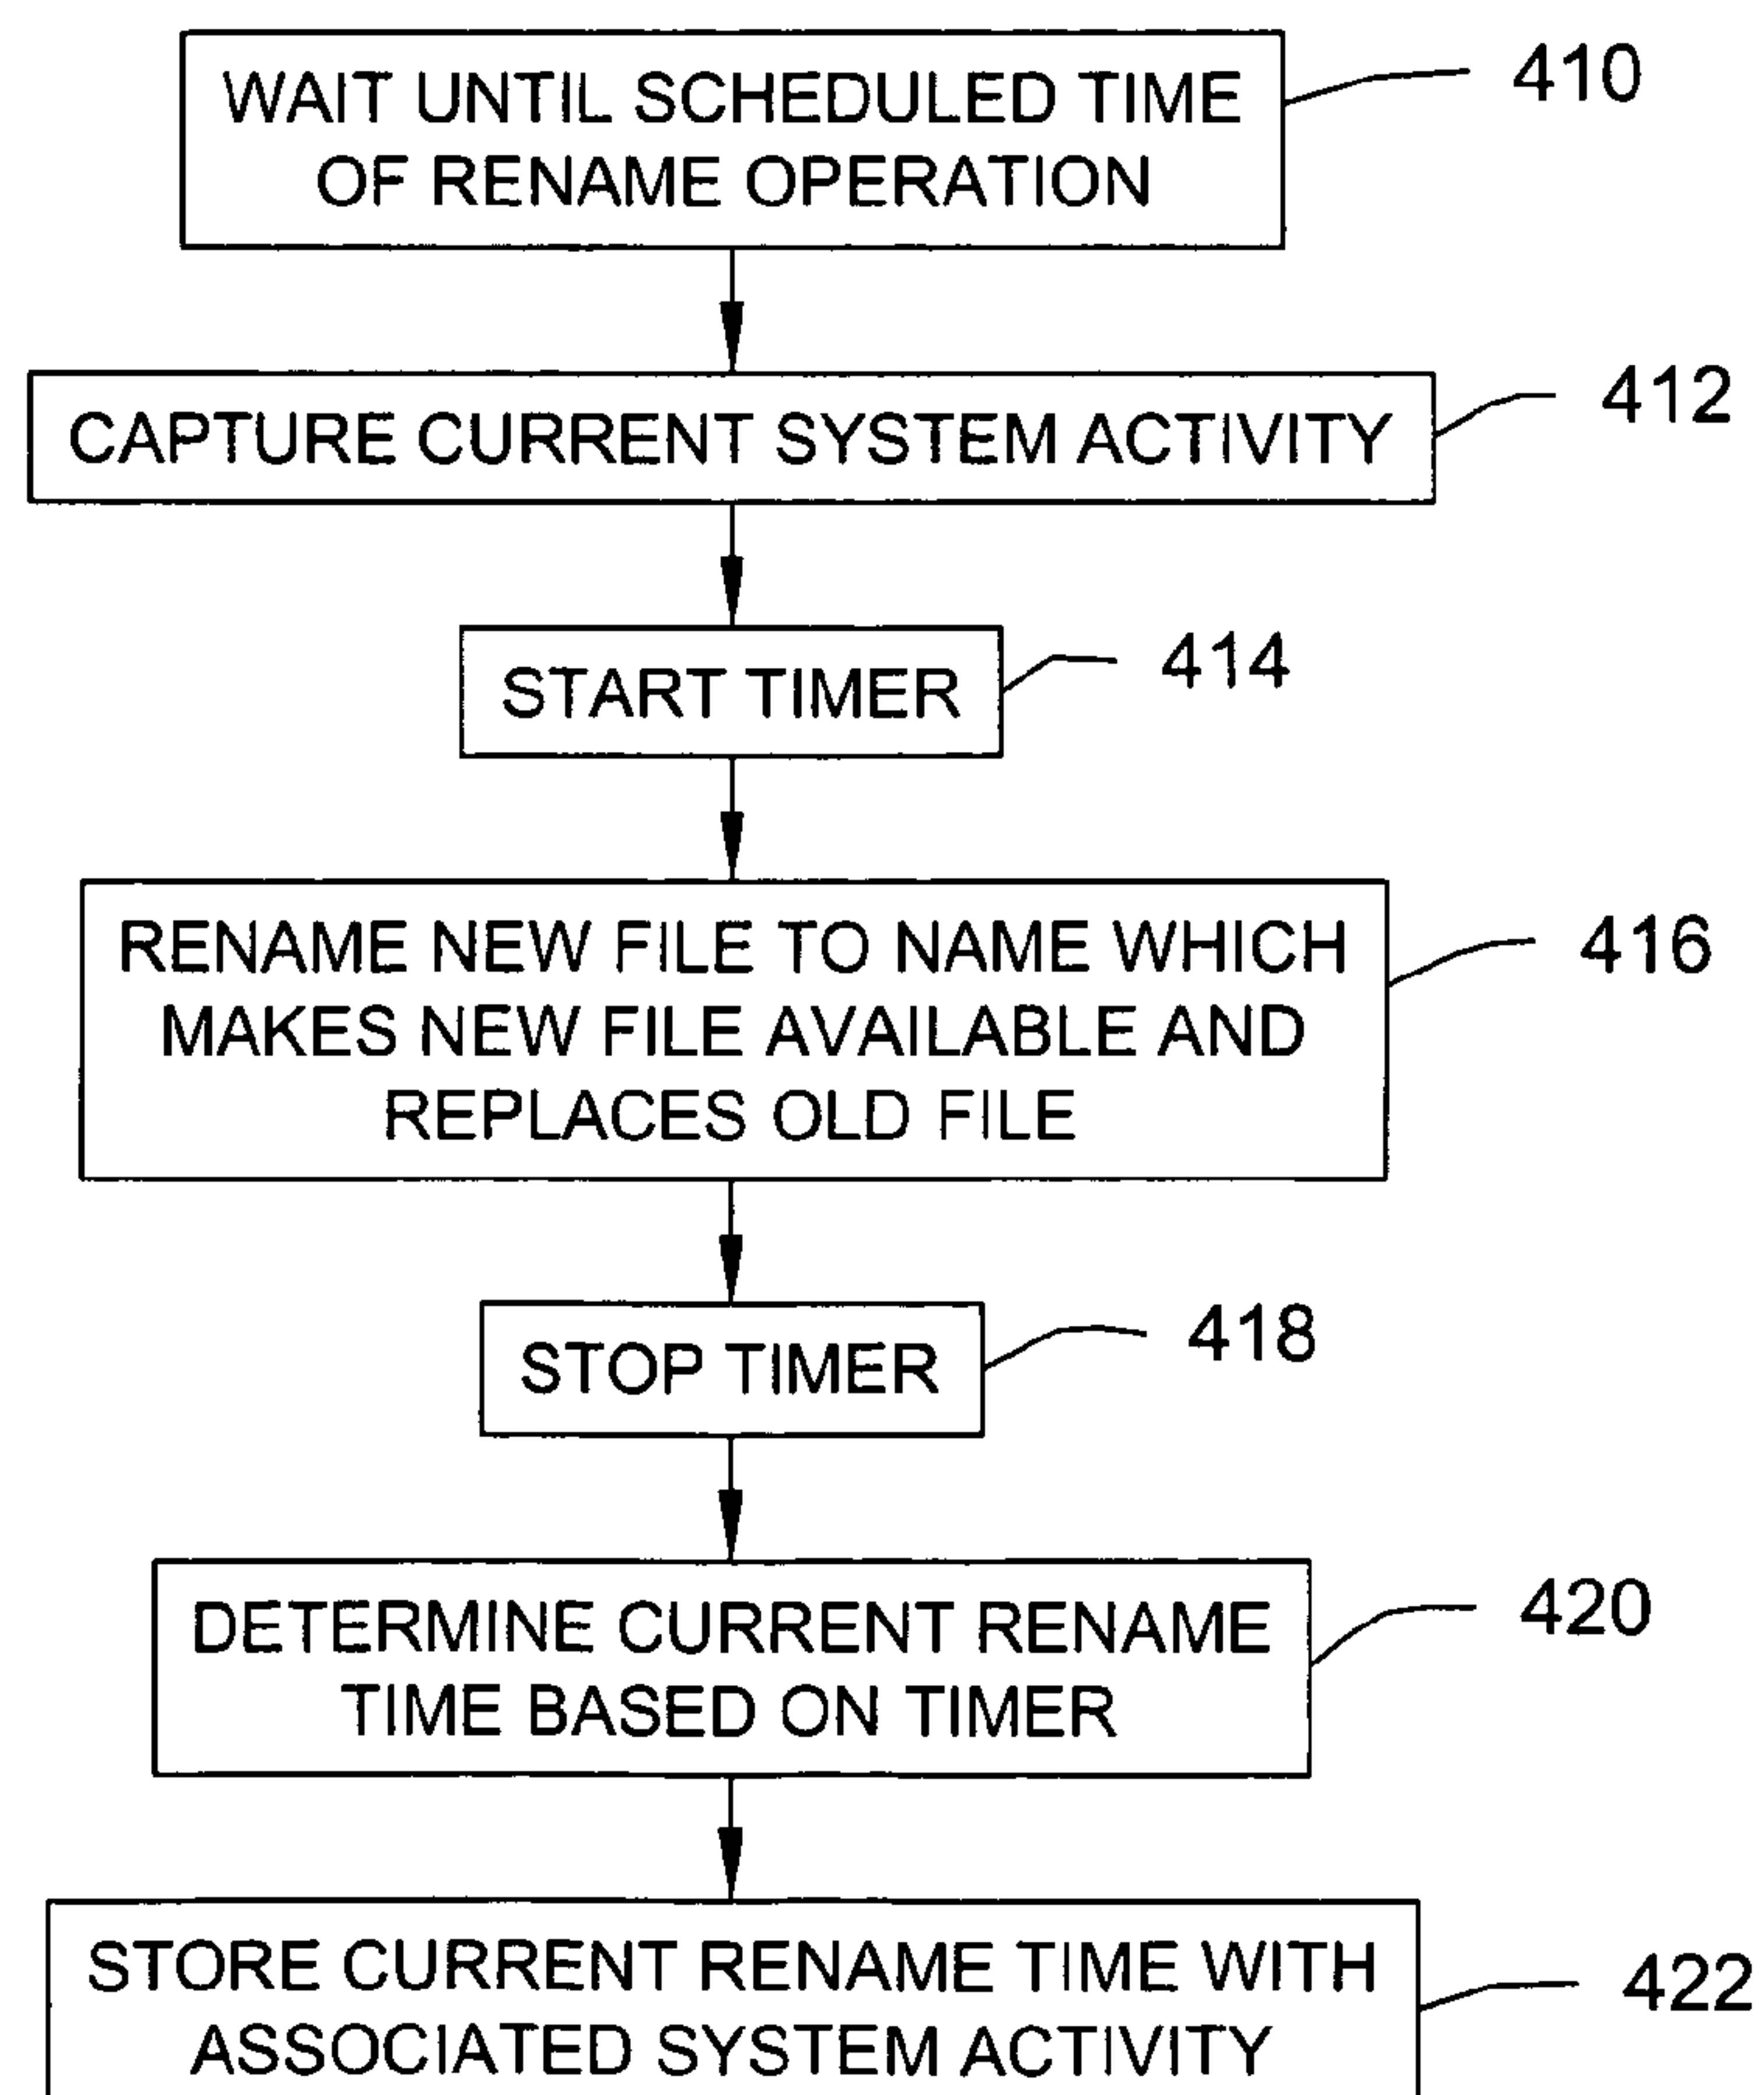 WAIT UNTIL SCHEDULED TIME
OF RENAME OPERATION
410
CAPTURE CURRENT SYSTEM ACTIVITY
412
START TIMER
414
RENAME NEW FILE TO NAME WHICH
MAKES NEW FILE AVAILABLE AND
REPLACES OLD FILE
416
STOP TIMER
418
DETERMINE CURRENT RENAME
TIME BASED ON TIMER
420
STORE CURRENT RENAME TIME WITH
ASSOCIATED SYSTEM ACTIVITY
422